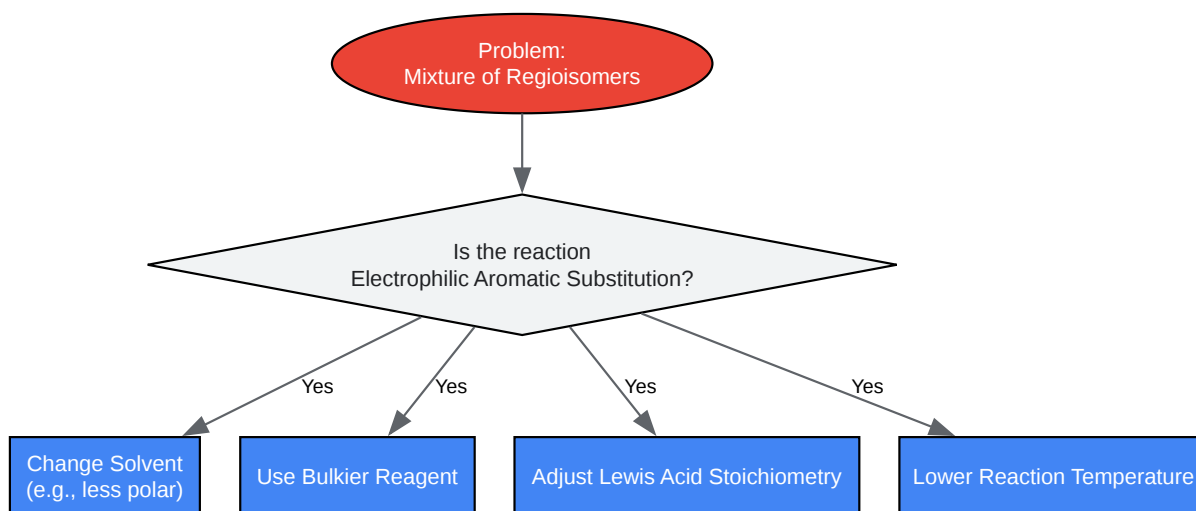 Problem:
Mixture of Regioisomers
Is the reaction
Electrophilic Aromatic Substitution?
Yes
Yes
Yes
Yes
Change Solvent
(e.g., less polar)
Use Bulkier Reagent
Adjust Lewis Acid Stoichiometry
Lower Reaction Temperature